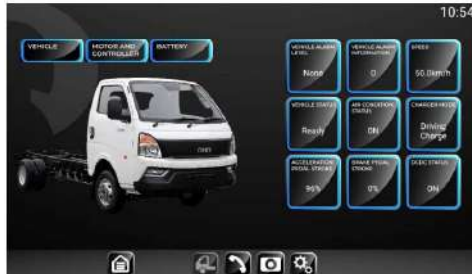 10:54
VEHICLE
MOTOR AND
CONTROLLER
BATTERY
VEHICLE ALARM
LEVEL
None
VEHICLE ALARM
INFORMATION
0
SPEED
50.0km/h
VEHICLE STATUS
Ready
AIR CONDITION
STATUS
ON
CHARGER MODE
Driving
Charge
ACCELERATION
PEDAL STROKE
96%
BRAKE PEDAL
STROKE
0%
DCDC STATUS
ON